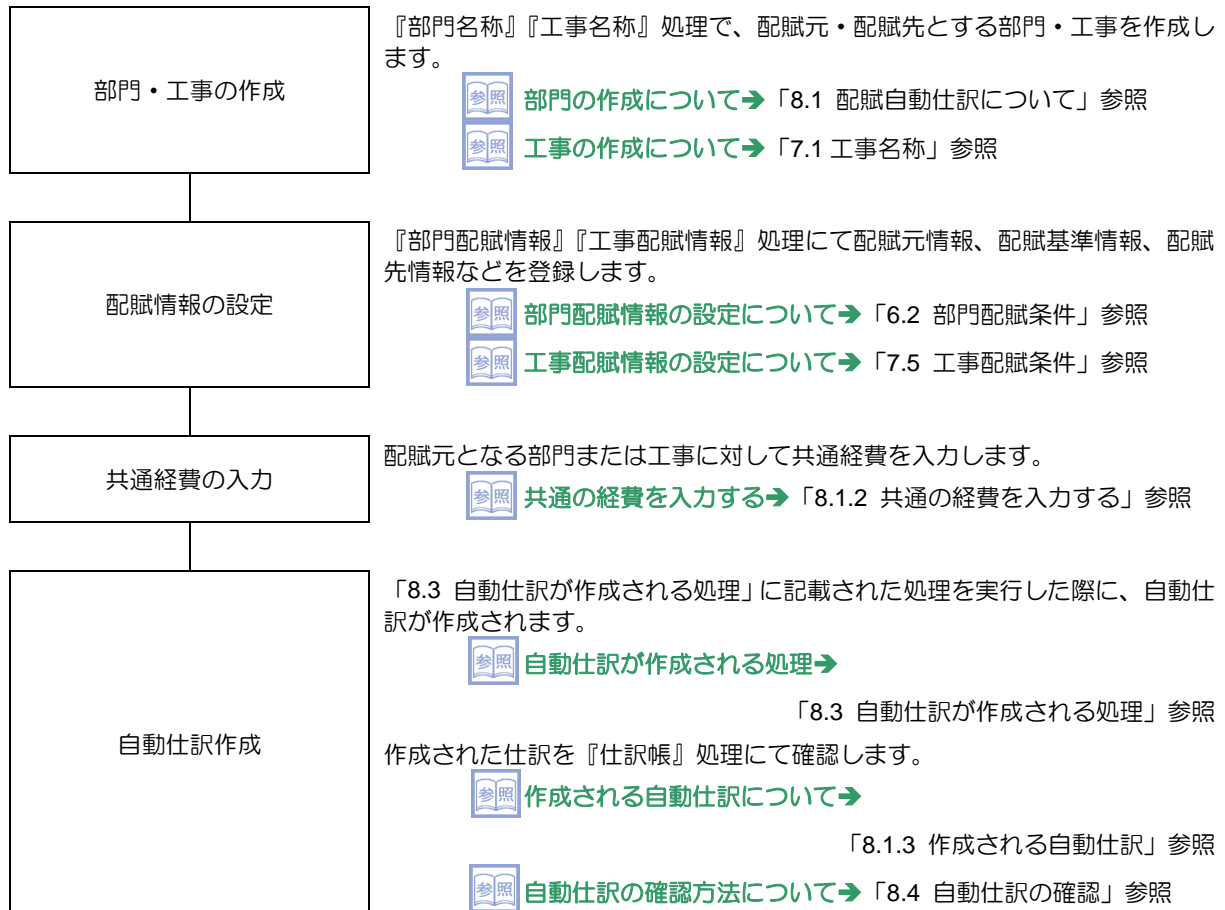 部門・工事の作成
『部門名称』『工事名称』処理で、配賦元・配賦先とする部門・工事を作成し
ます。
参照 部門の作成について➔「8.1 配賦自動仕訳について」参照
参照 工事の作成について➔「7.1 工事名称」参照
配賦情報の設定
『部門配賦情報』『工事配賦情報』処理にて配賦元情報、配賦基準情報、配賦
先情報などを登録します。
参照 部門配賦情報の設定について➔「6.2 部門配賦条件」参照
参照 工事配賦情報の設定について➔「7.5 工事配賦条件」参照
共通経費の入力
配賦元となる部門または工事に対して共通経費を入力します。
参照 共通の経費を入力する➔「8.1.2 共通の経費を入力する」参照
自動仕訳作成
「8.3 自動仕訳が作成される処理」に記載された処理を実行した際に、自動仕
訳が作成されます。
参照 自動仕訳が作成される処理➔
「8.3 自動仕訳が作成される処理」参照
作成された仕訳を『仕訳帳』処理にて確認します。
参照 作成される自動仕訳について➔
「8.1.3 作成される自動仕訳」参照
参照 自動仕訳の確認方法について➔「8.4 自動仕訳の確認」参照